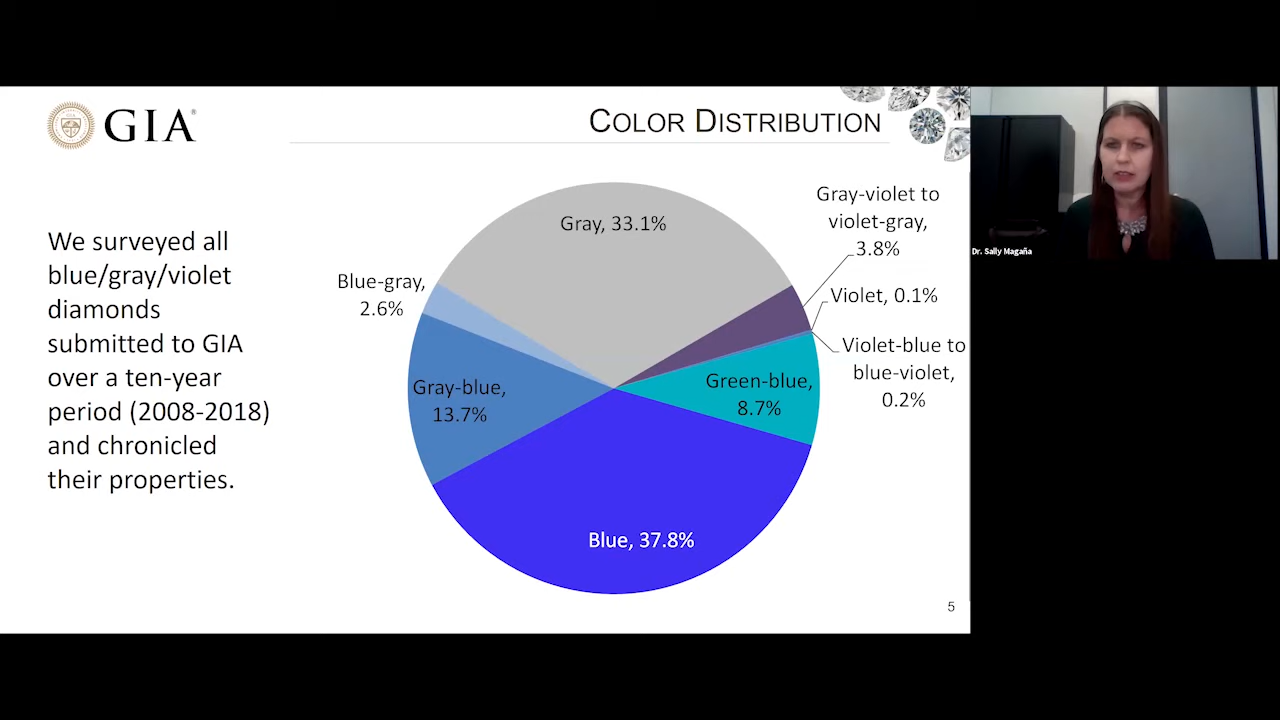 GIA®
COLOR DISTRIBUTION
We surveyed all
blue/gray/violet
diamonds
submitted to GIA
over a ten-year
period (2008-2018)
and chronicled
their properties.
Gray, 33.1%
Gray-violet to
violet-gray,
3.8%
Violet, 0.1%
Violet-blue to
blue-violet,
0.2%
Green-blue,
8.7%
Blue, 37.8%
Gray-blue,
13.7%
Blue-gray,
2.6%
5
Dr. Sally Magaña